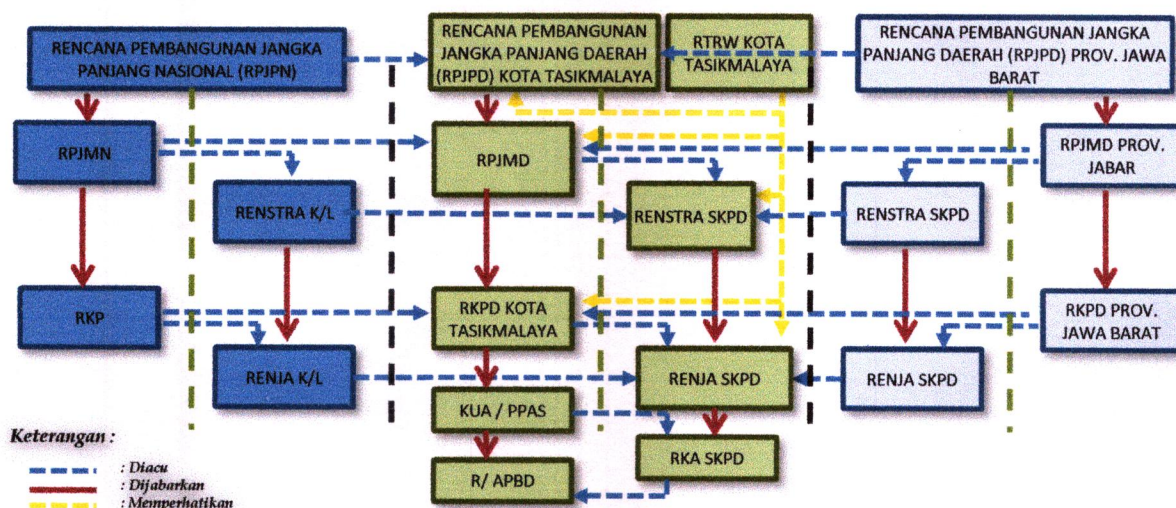 RENCANA PEMBANGUNAN JANGKA
PANJANG NASIONAL (RPJPN)
RENCANA PEMBANGUNAN
JANGKA PANJANG DAERAH
(RPJPD) KOTA TASIKMALAYA
RTRW KOTA
TASIKMALAYA
RENCANA PEMBANGUNAN JANGKA
PANJANG DAERAH (RPJPD) PROV. JAWA
BARAT
RPJMN
RPJMD
RPJMD PROV.
JABAR
RENSTRA K/L
RENSTRA SKPD
RENSTRA SKPD
RKP
RKPD KOTA
TASIKMALAYA
RKPD PROV.
JAWA BARAT
RENJA K/L
RENJA SKPD
RENJA SKPD
KUA / PPAS
RKA SKPD
R/ APBD
Keterangan :
: Diacu
: Dijabarkan
: Memperhatikan